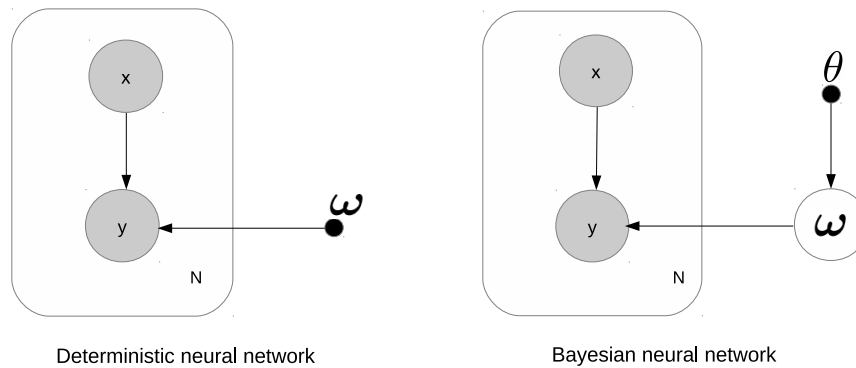 x
y
ω
N
Deterministic neural network
x
θ
y
ω
N
Bayesian neural network